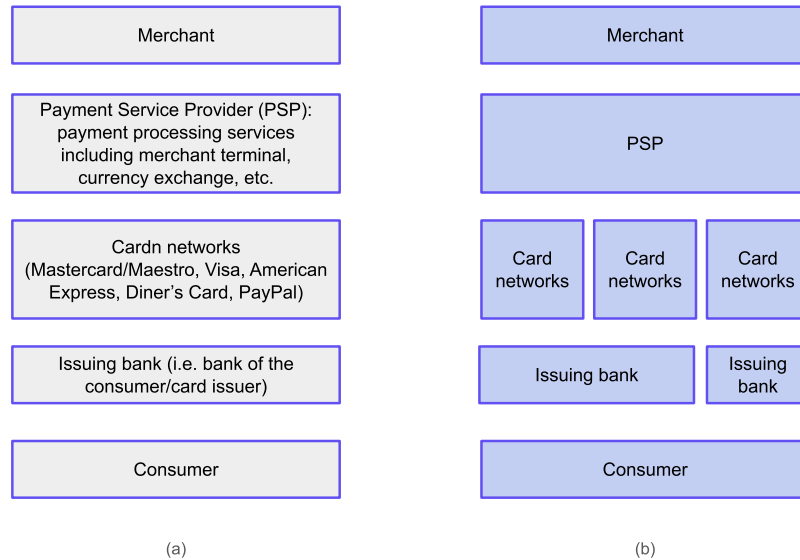 Merchant
Payment Service Provider (PSP):
payment processing services
including merchant terminal,
currency exchange, etc.
Cardn networks
(Mastercard/Maestro, Visa, American
Express, Diner’s Card, PayPal)
Issuing bank (i.e. bank of the
consumer/card issuer)
Consumer
(a)
Merchant
PSP
Card
networks
Card
networks
Card
networks
Issuing bank
Issuing
bank
Consumer
(b)